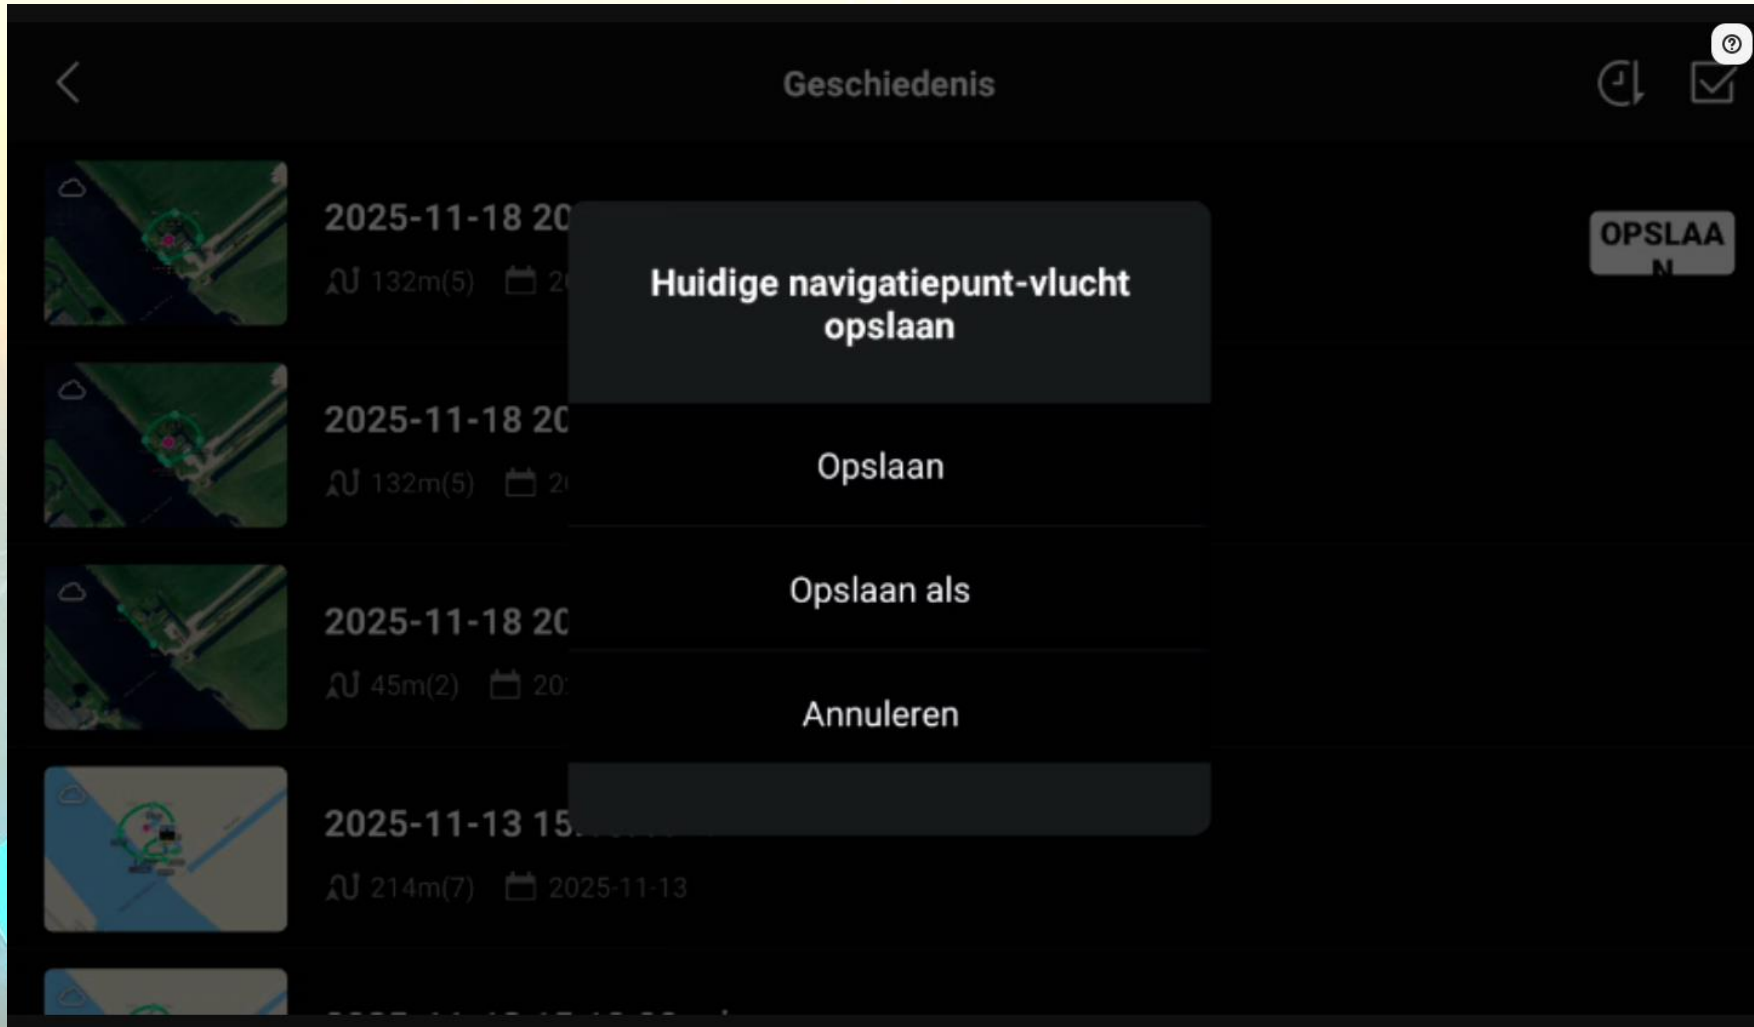 Geschiedenis
2025-11-18 20
132m(5)
OPSLAA
N
Huidige navigatiepunt-vlucht
opslaan
2025-11-18 20
132m(5)
Opslaan
Opslaan als
2025-11-18 20
45m(2) 20
Annuleren
2025-11-13 15
214m(7) 2025-11-13